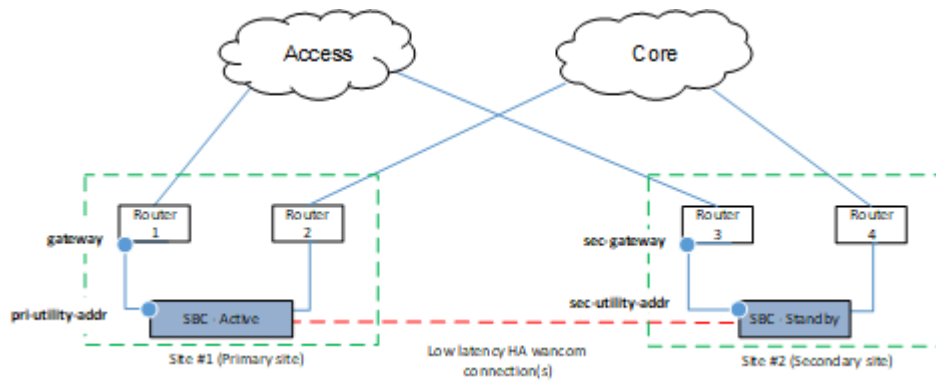 Access
Core
Router
1
Router
2
Router
3
Router
4
gateway
sec-gateway
pri-utility-addr
sec-utility-addr
SBC - Active
SBC - Standby
Site #1 (Primary site)
Low latency HA wancom
connection(s)
Site #2 (Secondary site)